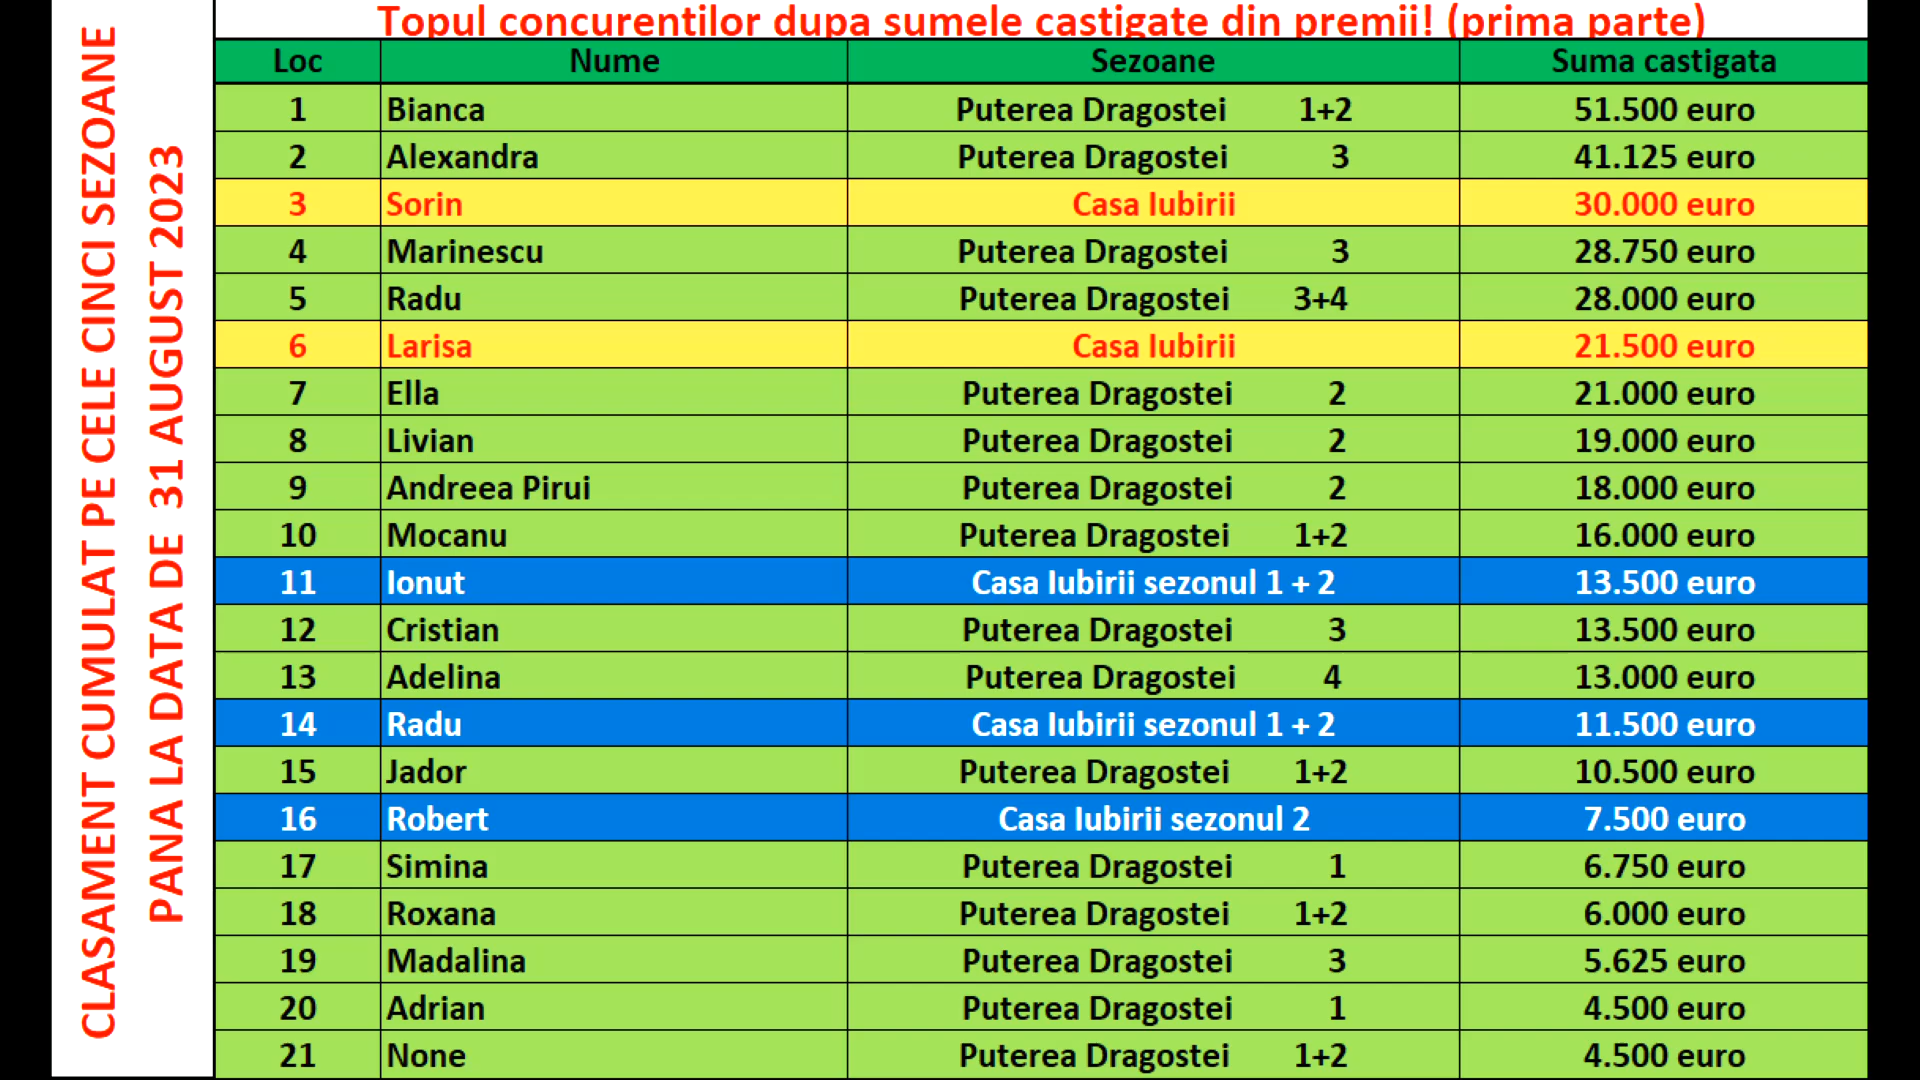 CLASAMENT CUMULAT PE CELE CINCI SEZOANE
PANA LA DATA DE 31 AUGUST 2023
Topul concurentilor dupa sumele castigate din premii! (prima parte)
Loc Nume Sezoane Suma castigata
1 Bianca Puterea Dragostei 1+2 51.500 euro
2 Alexandra Puterea Dragostei 3 41.125 euro
3 Sorin Casa Iubirii 30.000 euro
4 Marinescu Puterea Dragostei 3 28.750 euro
5 Radu Puterea Dragostei 3+4 28.000 euro
6 Larisa Casa Iubirii 21.500 euro
7 Ella Puterea Dragostei 2 21.000 euro
8 Livian Puterea Dragostei 2 19.000 euro
9 Andreea Pirui Puterea Dragostei 2 18.000 euro
10 Mocanu Puterea Dragostei 1+2 16.000 euro
11 Ionut Casa Iubirii sezonul 1 + 2 13.500 euro
12 Cristian Puterea Dragostei 3 13.500 euro
13 Adelina Puterea Dragostei 4 13.000 euro
14 Radu Casa Iubirii sezonul 1 + 2 11.500 euro
15 Jador Puterea Dragostei 1+2 10.500 euro
16 Robert Casa Iubirii sezonul 2 7.500 euro
17 Simina Puterea Dragostei 1 6.750 euro
18 Roxana Puterea Dragostei 1+2 6.000 euro
19 Madalina Puterea Dragostei 3 5.625 euro
20 Adrian Puterea Dragostei 1 4.500 euro
21 None Puterea Dragostei 1+2 4.500 euro